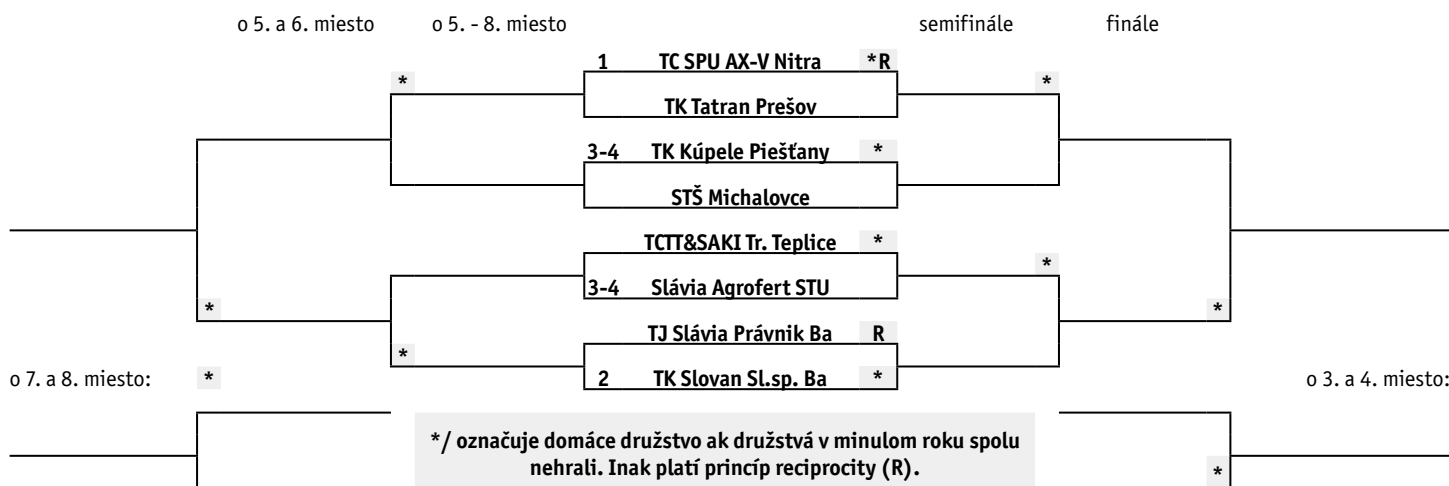 o 5. a 6. miesto o 5. - 8. miesto semifinále finále
1 TC SPU AX-V Nitra *R
* *
TK Tatran Prešov
3-4 TK Kúpele Piešťany *
STŠ Michalovce
TCTT&SAKI Tr. Teplice *
*
3-4 Slávia Agrofert STU
* *
TJ Slávia Právnik Ba R
*
o 7. a 8. miesto: * 2 TK Slovan Sl.sp. Ba * o 3. a 4. miesto:
*/ označuje domáce družstvo ak družstvá v minulom roku spolu
nehrali. Inak platí princíp reciprocity (R).
*